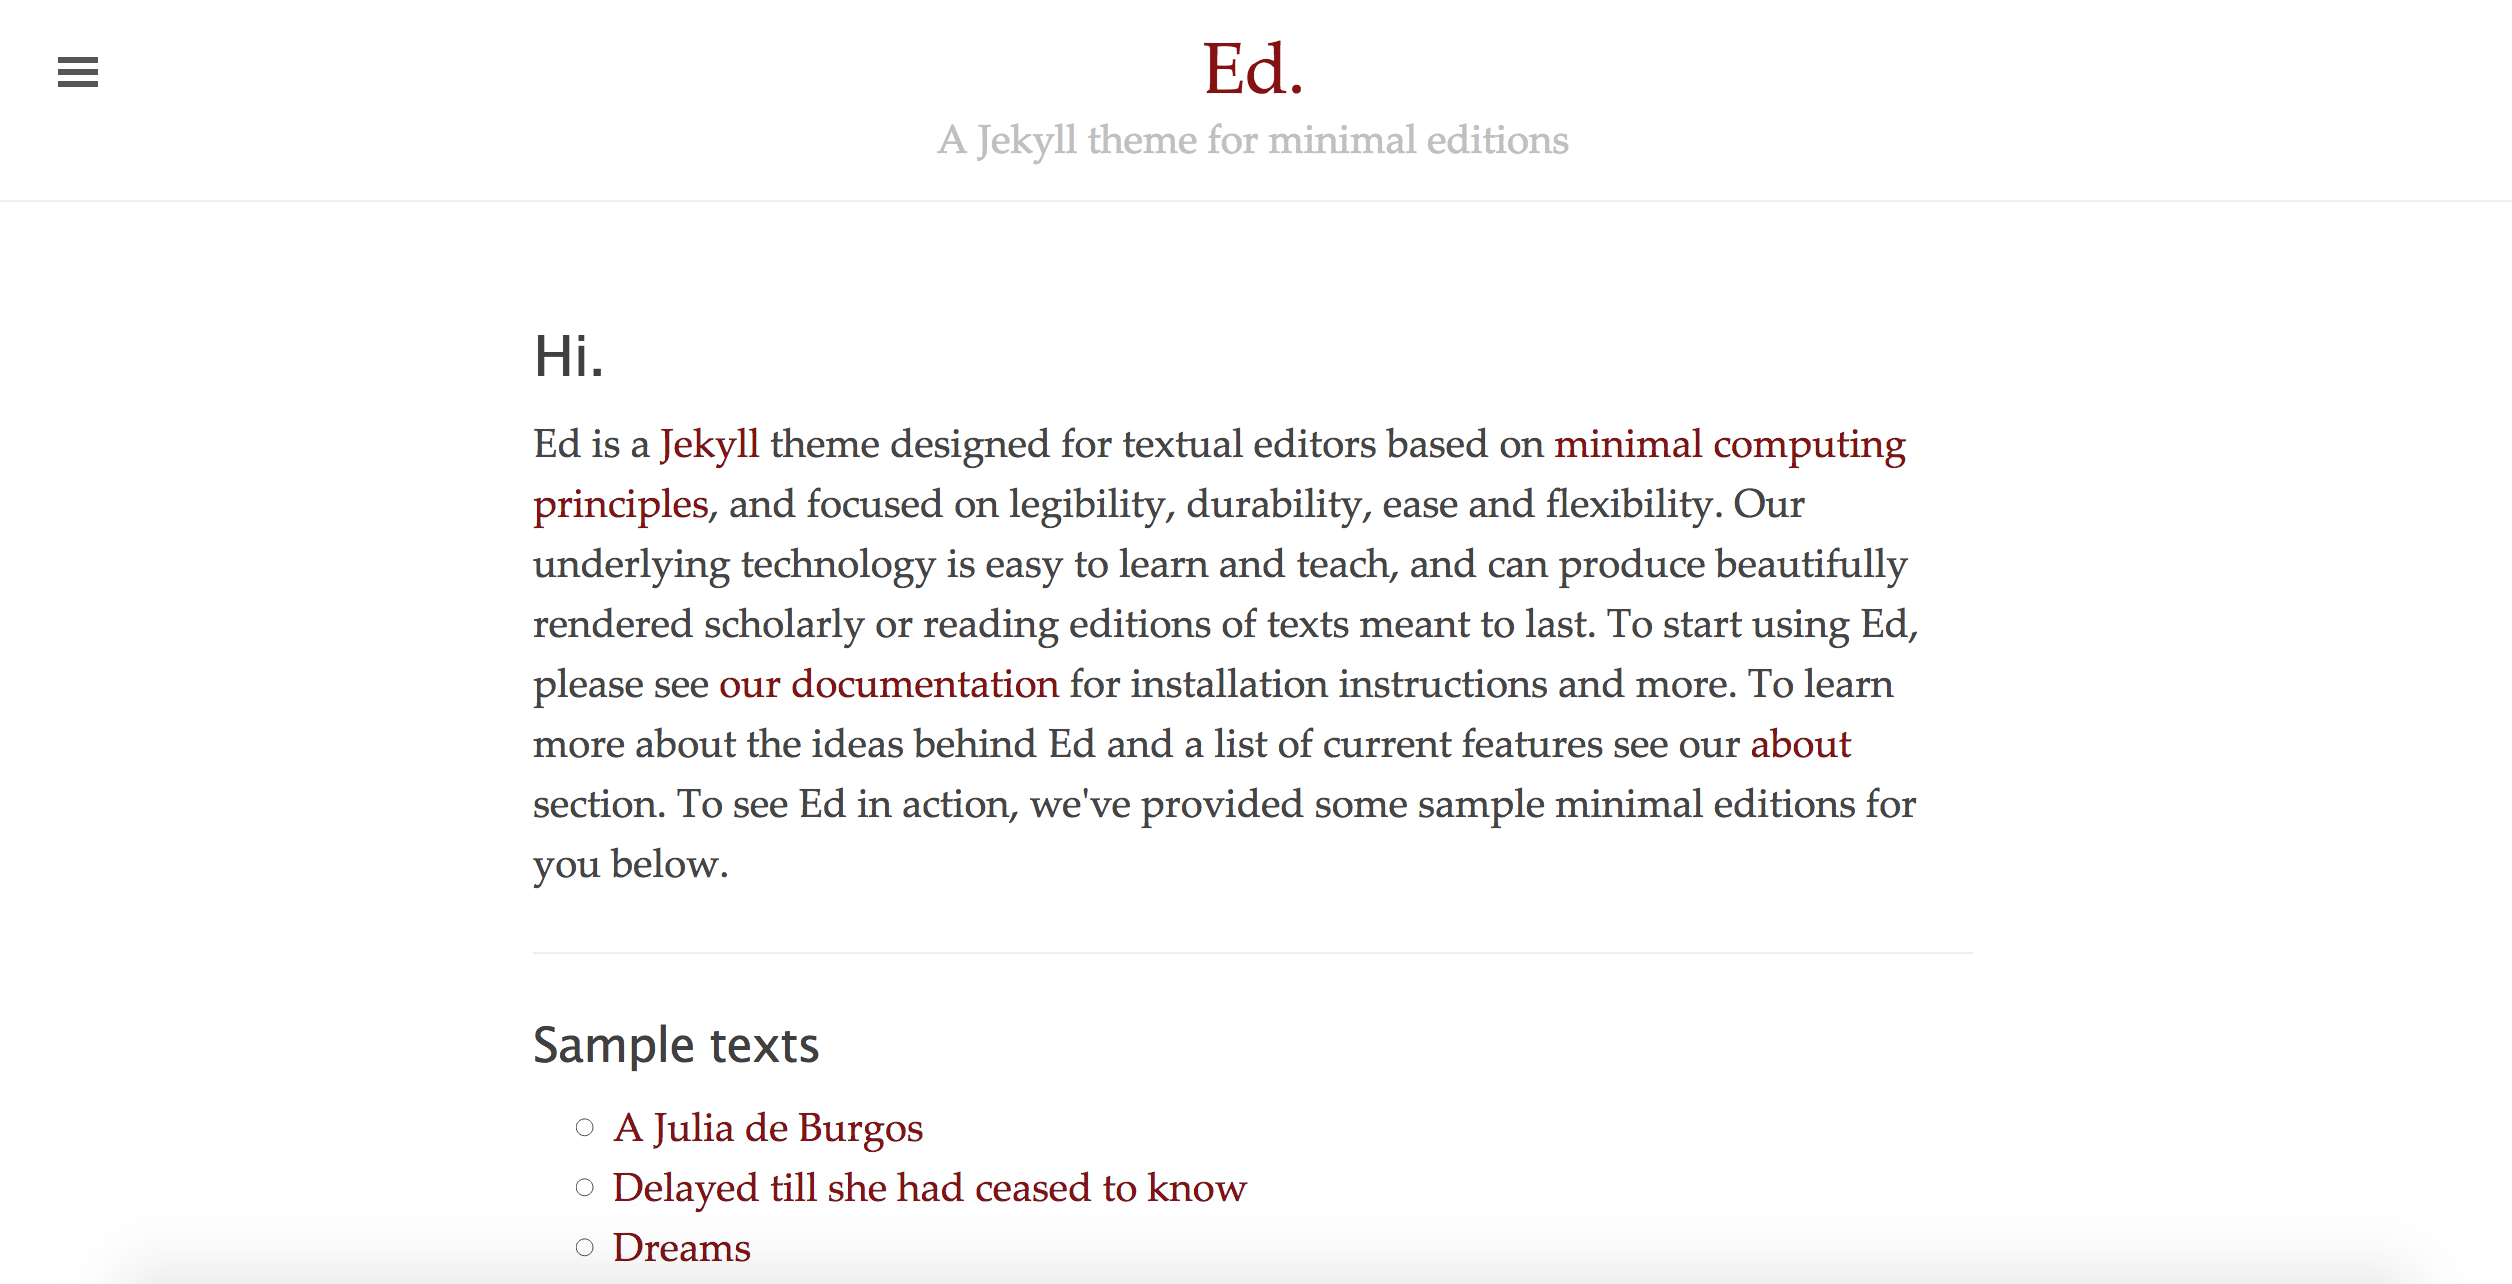 Ed.
A Jekyll theme for minimal editions
Hi.
Ed is a Jekyll theme designed for textual editors based on minimal computing
principles, and focused on legibility, durability, ease and flexibility. Our
underlying technology is easy to learn and teach, and can produce beautifully
rendered scholarly or reading editions of texts meant to last. To start using Ed,
please see our documentation for installation instructions and more. To learn
more about the ideas behind Ed and a list of current features see our about
section. To see Ed in action, we've provided some sample minimal editions for
you below.
Sample texts
A Julia de Burgos
Delayed till she had ceased to know
Dreams